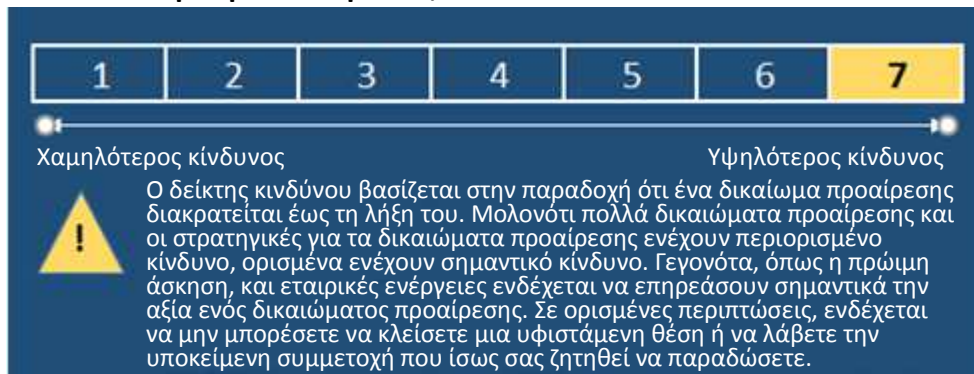 1 2 3 4 5 6 7
Χαμηλότερος κίνδυνος Υψηλότερος κίνδυνος
Ο δείκτης κινδύνου βασίζεται στην παραδοχή ότι ένα δικαίωμα προαίρεσης
διακρατείται έως τη λήξη του. Μολονότι πολλά δικαιώματα προαίρεσης και
οι στρατηγικές για τα δικαιώματα προαίρεσης ενέχουν περιορισμένο
κίνδυνο, ορισμένα ενέχουν σημαντικό κίνδυνο. Γεγονότα, όπως η πρώιμη
άσκηση, και εταιρικές ενέργειες ενδέχεται να επηρεάσουν σημαντικά την
αξία ενός δικαιώματος προαίρεσης. Σε ορισμένες περιπτώσεις, ενδέχεται
να μην μπορέσετε να κλείσετε μια υφιστάμενη θέση ή να λάβετε την
υποκείμενη συμμετοχή που ίσως σας ζητηθεί να παραδώσετε.